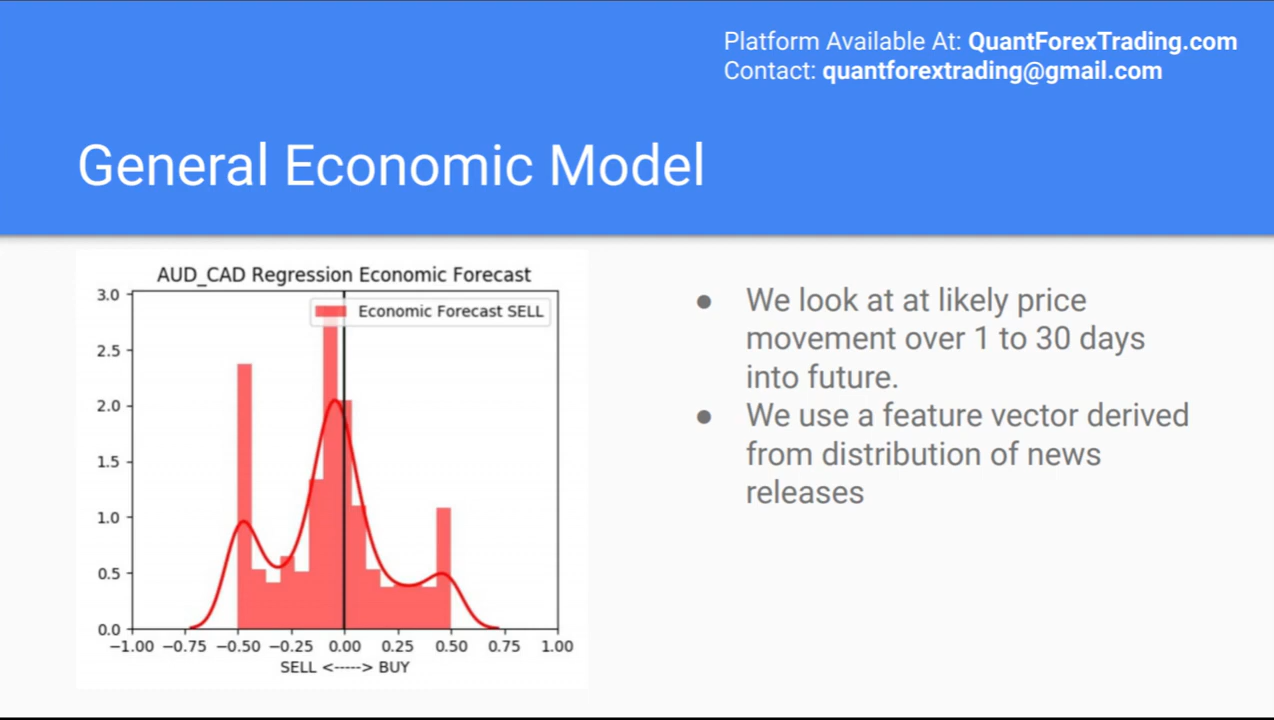 Platform Available At: QuantForexTrading.com
Contact: quantforextrading@gmail.com
General Economic Model
AUD_CAD Regression Economic Forecast
Economic Forecast SELL
3.0
2.5
2.0
1.5
1.0
0.5
0.0
−1.00 −0.75 −0.50 −0.25 0.00 0.25 0.50 0.75 1.00
SELL <-----> BUY
● We look at at likely price
movement over 1 to 30 days
into future.
● We use a feature vector derived
from distribution of news
releases